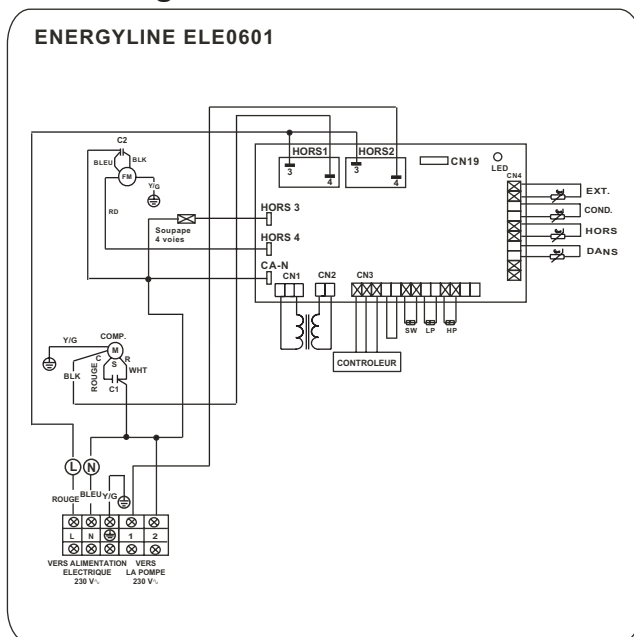 ENERGYLINE ELE0601
C2
BLEU
BLK
FM
Y/G
RD
Soupape
4 voies
HORS1
HORS2
3
4
3
4
CN19
LED
CN4
EXT.
COND.
HORS
DANS
HORS 3
HORS 4
CA-N
CN1
CN2
CN3
SW
LP
HP
CONTROLEUR
Y/G
COMP.
M
C
S
R
WHT
BLK
ROUGE
C1
L
N
ROUGE
BLEU
Y/G
L
N
1
2
VERS ALIMENTATION
ELECTRIQUE
230 V∿
VERS
LA POMPE
230 V∿